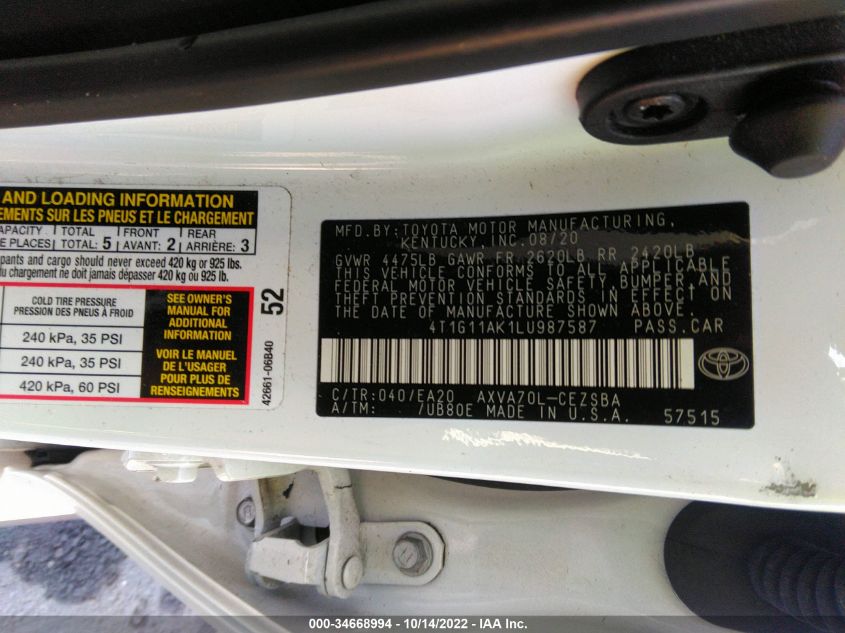 AND LOADING INFORMATION
EMENTS SUR LES PNEUS ET LE CHARGEMENT
CAPACITY TOTAL FRONT REAR
E PLACES TOTAL: 5 AVANT: 2 ARRIÈRE: 3
pants and cargo should never exceed 420 kg or 925 lbs.
du chargement ne doit jamais dépasser 420 kg ou 925 lb.
COLD TIRE PRESSURE
PRESSION DES PNEUS À FROID
240 kPa, 35 PSI
240 kPa, 35 PSI
420 kPa, 60 PSI
SEE OWNER'S
MANUAL FOR
ADDITIONAL
INFORMATION
VOIR LE MANUEL
DE L'USAGER
POUR PLUS DE
RENSEIGNEMENTS
52
42661-06B40
MFD.BY:TOYOTA MOTOR MANUFACTURING,
KENTUCKY, INC.08/20
GVWR 4475LB GAWR FR 2620LB RR 2420LB
THIS VEHICLE CONFORMS TO ALL APPLICABLE
FEDERAL MOTOR VEHICLE SAFETY,BUMPER,AND
THEFT PREVENTION STANDARDS IN EFFECT ON
THE DATE OF MANUFACTURE SHOWN ABOVE.
4T1G11AK1LU987587 PASS.CAR
C/TR:040/EA20 AXVA70L-CEZSBA
A/TM: /UB80E MADE IN U.S.A. 57515
000-34668994 - 10/14/2022 - IAA Inc.